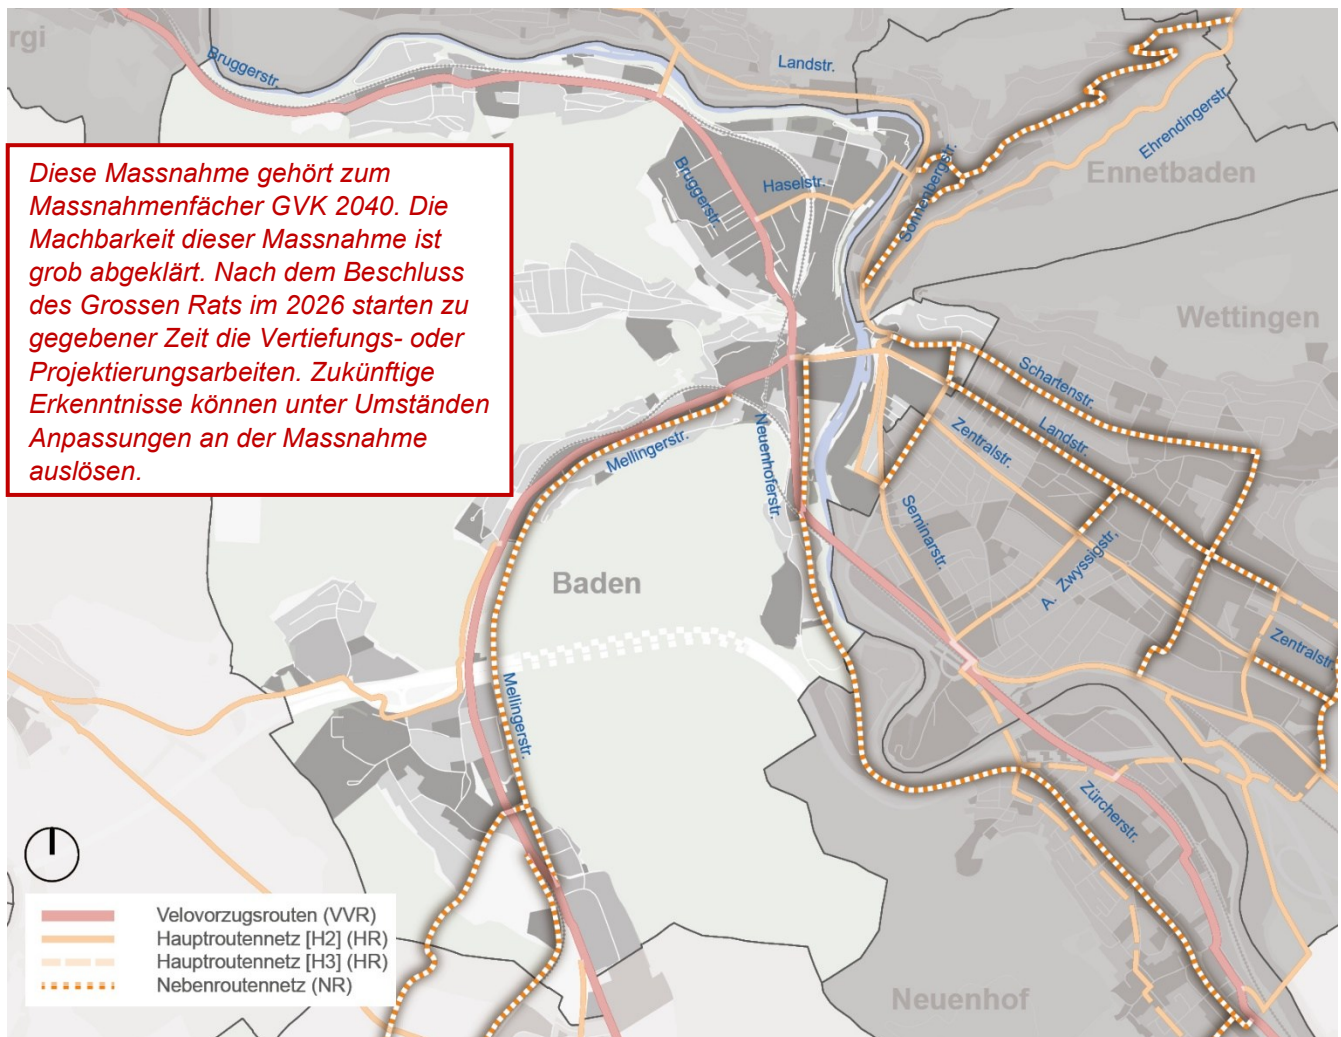 rgi
Bruggerstr.
Landstr.
Ehrendingerstr.
Ennetbaden
Sonnenbergstr.
Bruggerstr.
Haselstr.
Diese Massnahme gehört zum
Massnahmenfächer GVK 2040. Die
Machbarkeit dieser Massnahme ist
grob abgeklärt. Nach dem Beschluss
des Grossen Rats im 2026 starten zu
gegebener Zeit die Vertiefungs- oder
Projektierungsarbeiten. Zukünftige
Erkenntnisse können unter Umständen
Anpassungen an der Massnahme
auslösen.
Wettingen
Schartenstr.
Landstr.
Zentralstr.
Mellingerstr.
Neuenhoferstr.
Seminarstr.
A. Zwyssigstr,
Baden
Zentralstr.
Mellingerstr.
Zürcherstr.
Neuenhof
Velovorzugsrouten (VVR)
Hauptroutennetz [H2] (HR)
Hauptroutennetz [H3] (HR)
Nebenroutennetz (NR)